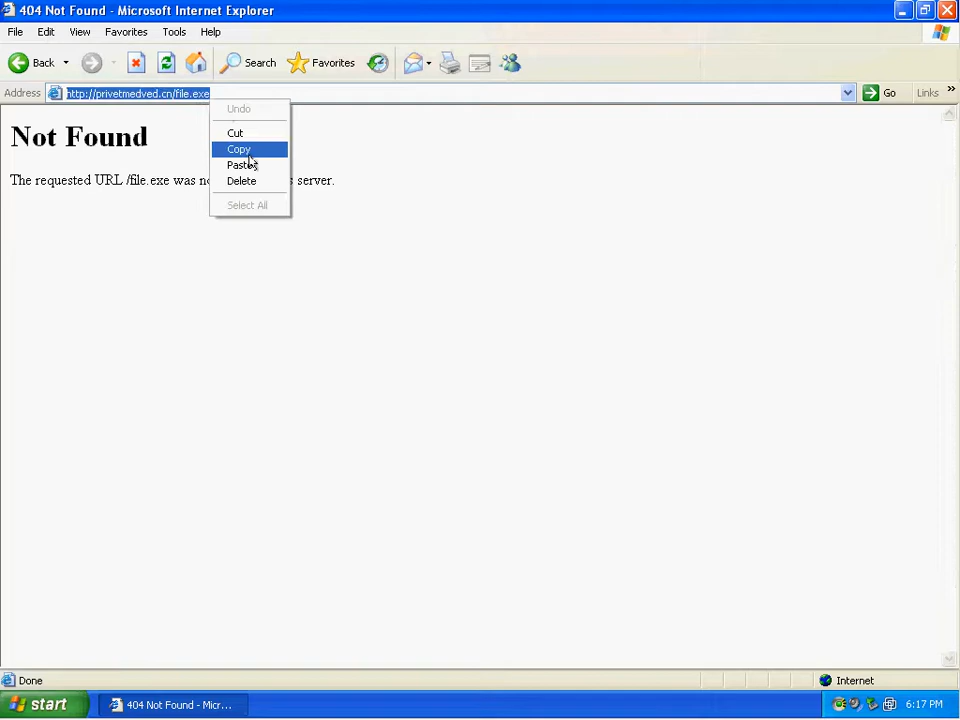 404 Not Found - Microsoft Internet Explorer
File Edit View Favorites Tools Help
Back Search Favorites
Address http://privetmedved.cn/file.exe Go Links »
Undo
Cut
Copy
Paste
Delete
Select All
Not Found
The requested URL /file.exe was server.
Done Internet
start 404 Not Found - Micr... 6:17 PM